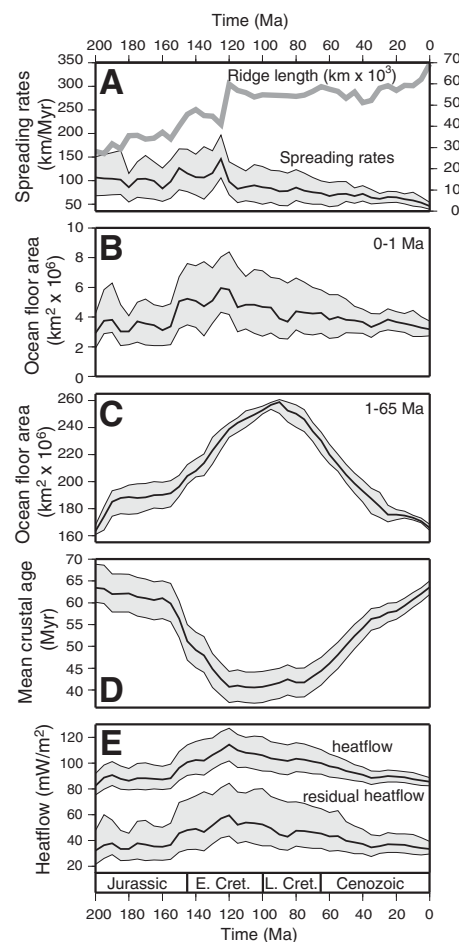 Time (Ma)
200 180 160 140 120 100 80 60 40 20 0
A
Spreading rates
(km/Myr)
350
300
250
200
150
100
50
70
60
50
40
30
20
10
0
Ridge length (km x 10³)
Spreading rates
B
Ocean floor area
(km² x 10⁶)
10
8
6
4
2
0
0-1 Ma
C
Ocean floor area
(km² x 10⁶)
260
240
220
200
180
160
1-65 Ma
D
Mean crustal age
(Myr)
70
65
60
55
50
45
40
E
Heatflow (mW/m²)
120
100
80
60
40
20
heatflow
residual heatflow
Jurassic E. Cret. L. Cret. Cenozoic
200 180 160 140 120 100 80 60 40 20 0
Time (Ma)